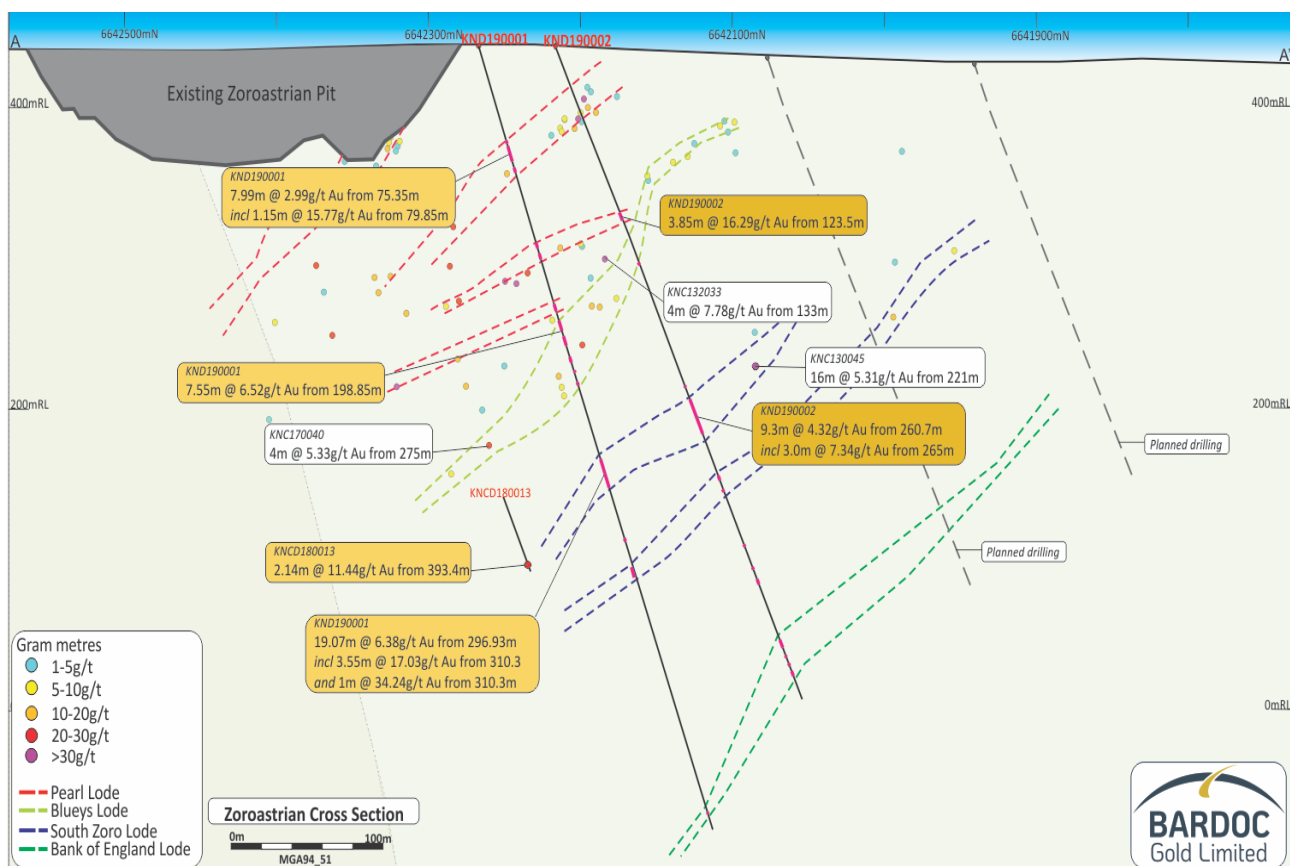 6642500mN
6642300mN
6642100mN
6641900mN
A
KND190001
KND190002
A'
Existing Zoroastrian Pit
400mRL
400mRL
KND190001
7.99m @ 2.99g/t Au from 75.35m
incl 1.15m @ 15.77g/t Au from 79.85m
KND190002
3.85m @ 16.29g/t Au from 123.5m
KNC132033
4m @ 7.78g/t Au from 133m
KND190001
7.55m @ 6.52g/t Au from 198.85m
KNC130045
16m @ 5.31g/t Au from 221m
200mRL
200mRL
KND190002
9.3m @ 4.32g/t Au from 260.7m
incl 3.0m @ 7.34g/t Au from 265m
KNC170040
4m @ 5.33g/t Au from 275m
Planned drilling
KNCD180013
KNCD180013
2.14m @ 11.44g/t Au from 393.4m
Planned drilling
KND190001
19.07m @ 6.38g/t Au from 296.93m
incl 3.55m @ 17.03g/t Au from 310.3
and 1m @ 34.24g/t Au from 310.3m
0mRL
Gram metres
1-5g/t
5-10g/t
10-20g/t
20-30g/t
>30g/t
Pearl Lode
Blueys Lode
South Zoro Lode
Bank of England Lode
Zoroastrian Cross Section
0m
100m
MGA94_51
BARDOC
Gold Limited